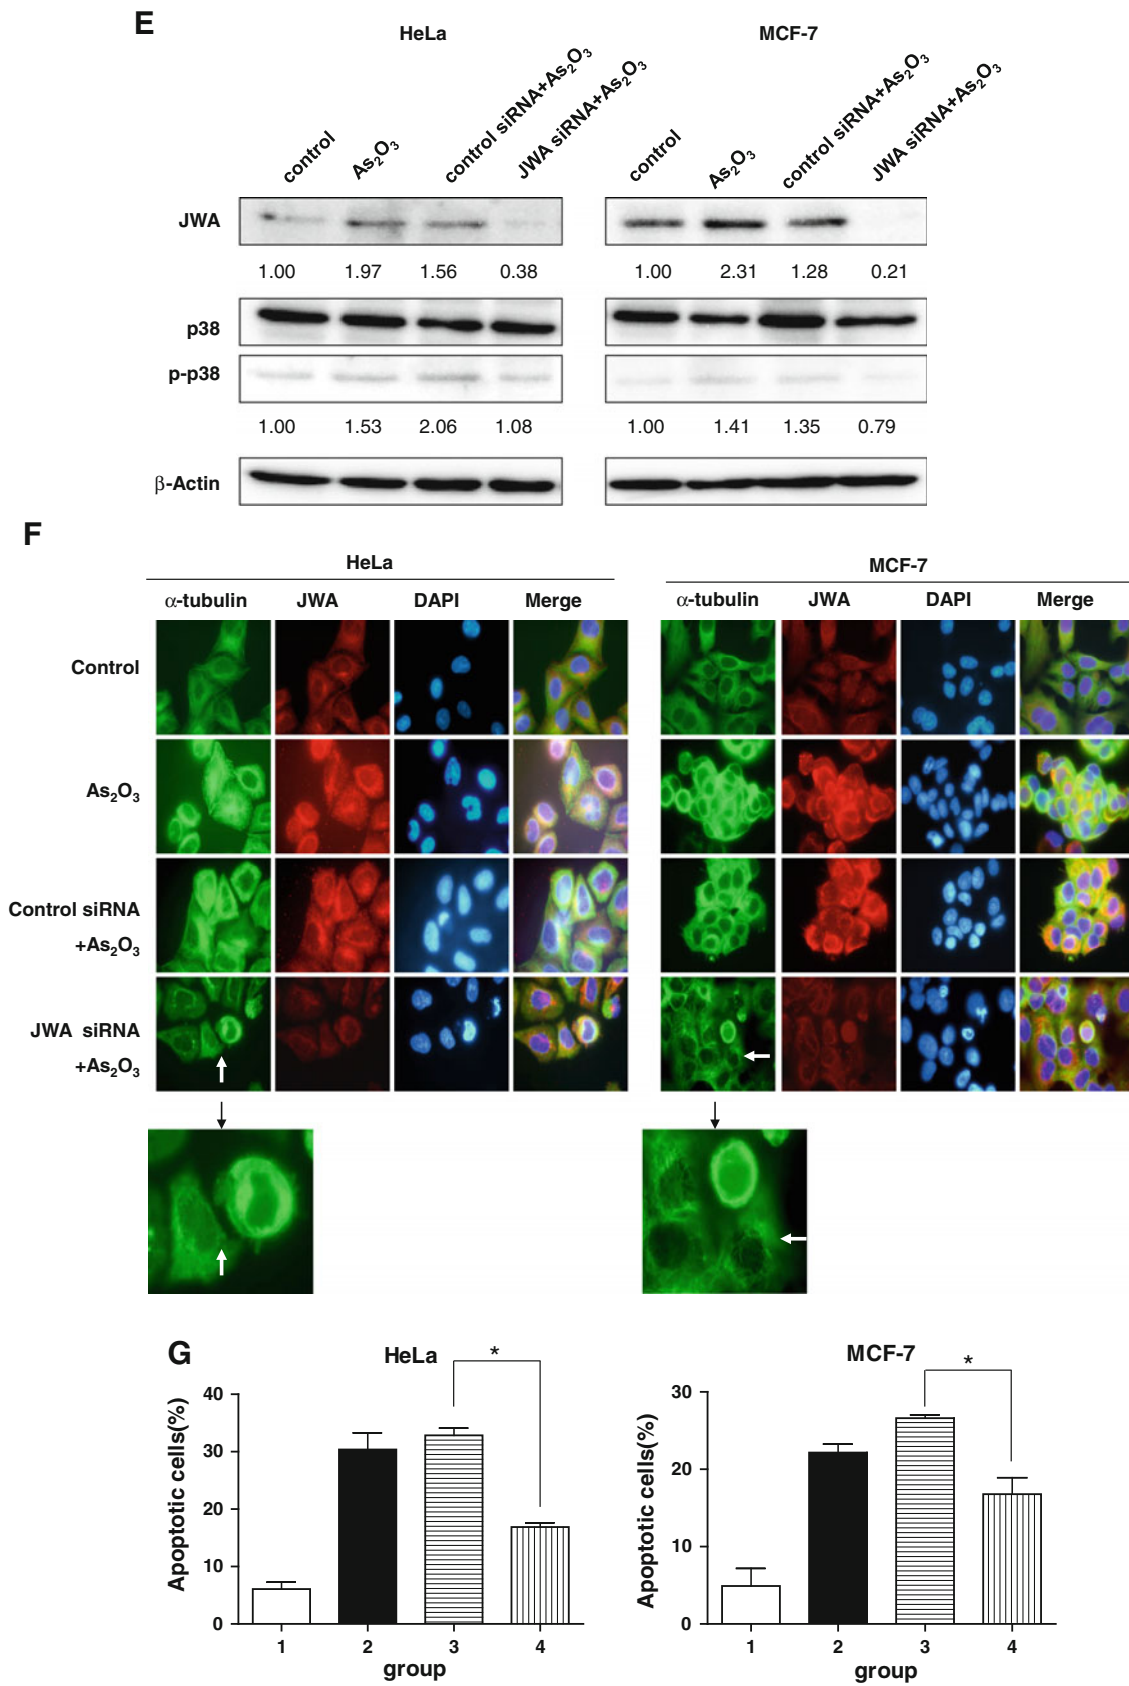 E
HeLa
MCF-7
control
As2O3
control siRNA+As2O3
JWA siRNA+As2O3
control
As2O3
control siRNA+As2O3
JWA siRNA+As2O3
JWA
1.00 1.97 1.56 0.38
1.00 2.31 1.28 0.21
p38
p-p38
1.00 1.53 2.06 1.08
1.00 1.41 1.35 0.79
β-Actin
F
HeLa
MCF-7
α-tubulin JWA DAPI Merge
α-tubulin JWA DAPI Merge
Control
As2O3
Control siRNA
+As2O3
JWA siRNA
+As2O3
G
HeLa
*
Apoptotic cells(%)
40
30
20
10
0
1 2 3 4
group
MCF-7
*
Apoptotic cells(%)
30
20
10
0
1 2 3 4
group